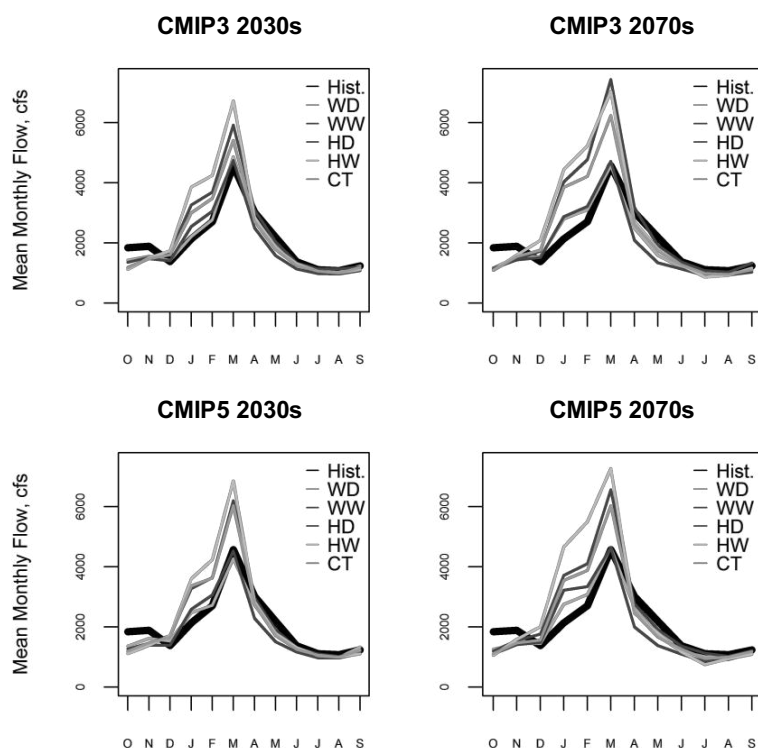 CMIP3 2030s
Mean Monthly Flow, cfs
6000
4000
2000
0
Hist.
WD
WW
HD
HW
CT
O N D J F M A M J J A S
CMIP3 2070s
6000
4000
2000
0
Hist.
WD
WW
HD
HW
CT
O N D J F M A M J J A S
CMIP5 2030s
Mean Monthly Flow, cfs
6000
4000
2000
0
Hist.
WD
WW
HD
HW
CT
O N D J F M A M J J A S
CMIP5 2070s
6000
4000
2000
0
Hist.
WD
WW
HD
HW
CT
O N D J F M A M J J A S